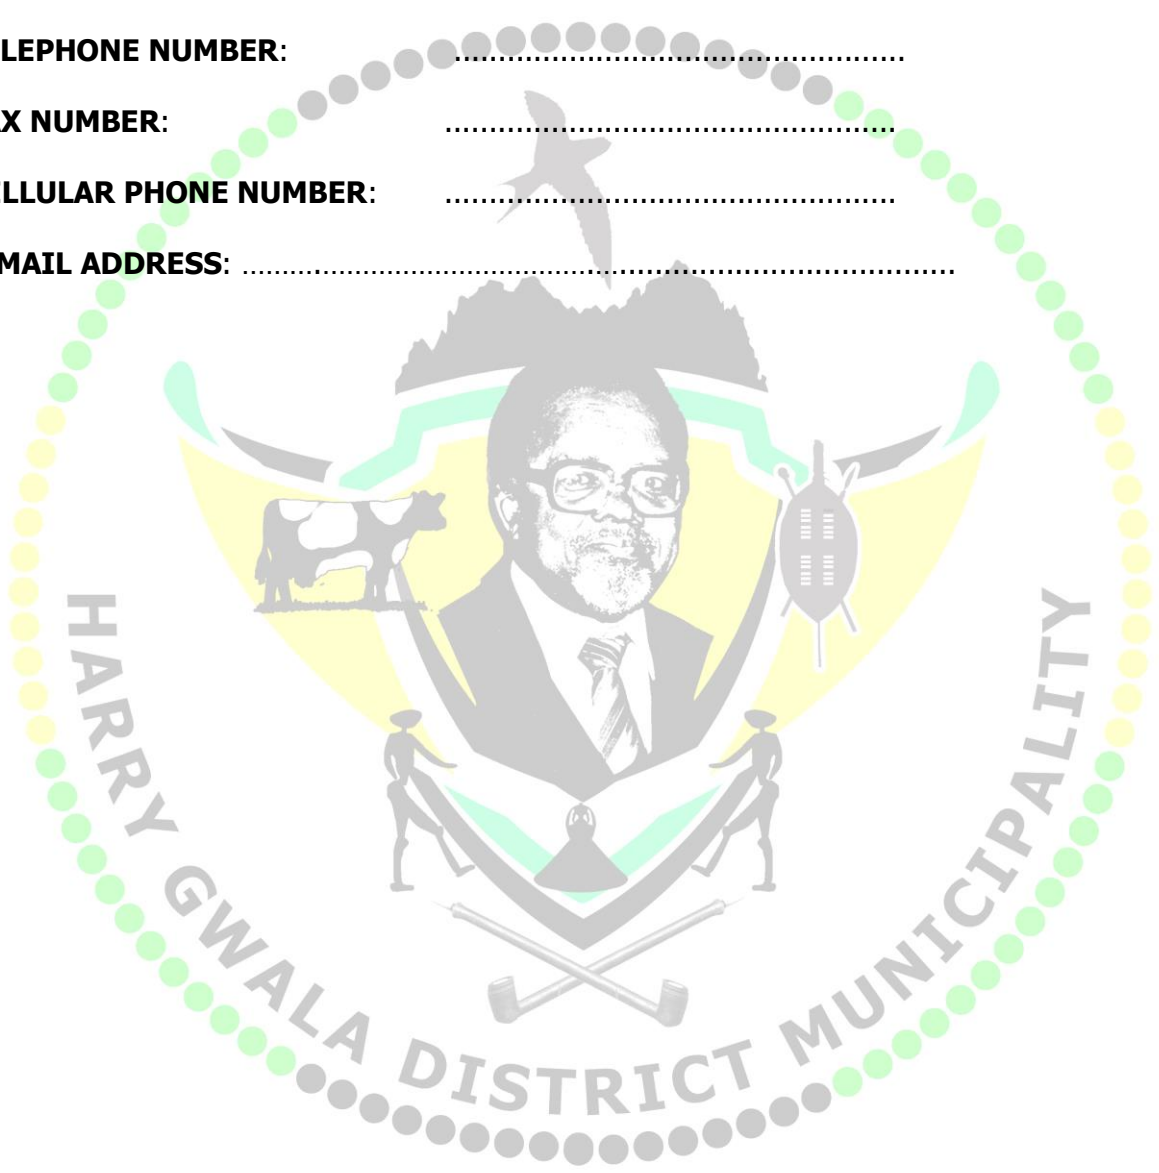 LEPHONE NUMBER: ..................................................
X NUMBER: ..................................................
LLULAR PHONE NUMBER: ..................................................
MAIL ADDRESS: ................................................................................
HARRY GWALA DISTRICT MUNICIPALITY